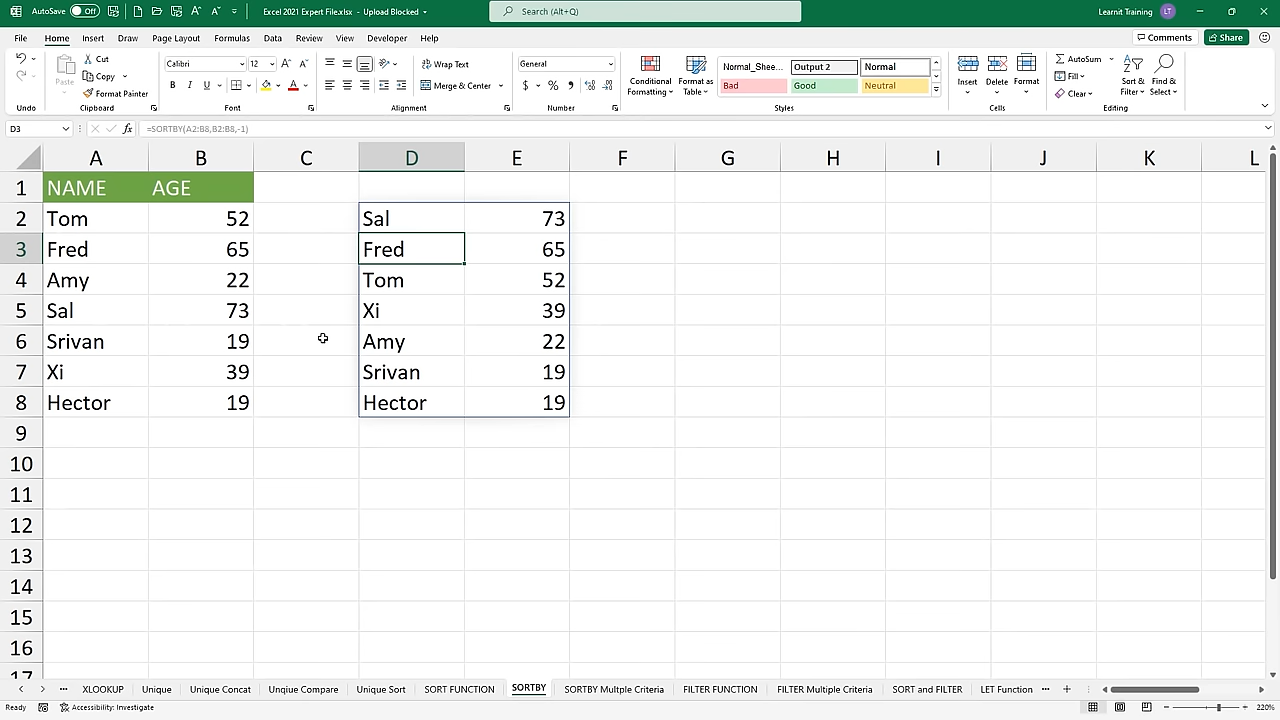 AutoSave Off Excel 2021 Expert File.xlsx - Upload Blocked Search (Alt+Q) Learnit Training LT
File Home Insert Draw Page Layout Formulas Data Review View Developer Help Comments Share
Paste Cut Copy Format Painter
Calibri 12 A A
B I U A
Wrap Text
Merge & Center
General
$ % ,
Conditional Formatting Format as Table
Normal_Shee... Output 2 Normal
Bad Good Neutral
Insert Delete Format
AutoSum Fill Clear
Sort & Filter Find & Select
Undo Clipboard Font Alignment Number Styles Cells Editing
D3 fx =SORTBY(A2:B8,B2:B8,-1)
A B C D E F G H I J K L
1 NAME AGE
2 Tom 52 Sal 73
3 Fred 65 Fred 65
4 Amy 22 Tom 52
5 Sal 73 Xi 39
6 Srivan 19 Amy 22
7 Xi 39 Srivan 19
8 Hector 19 Hector 19
9
10
11
12
13
14
15
16
17
XLOOKUP Unique Unique Concat Unqiue Compare Unique Sort SORT FUNCTION SORTBY SORTBY Multple Criteria FILTER FUNCTION FILTER Multiple Criteria SORT and FILTER LET Function
Ready Accessibility: Investigate 220%